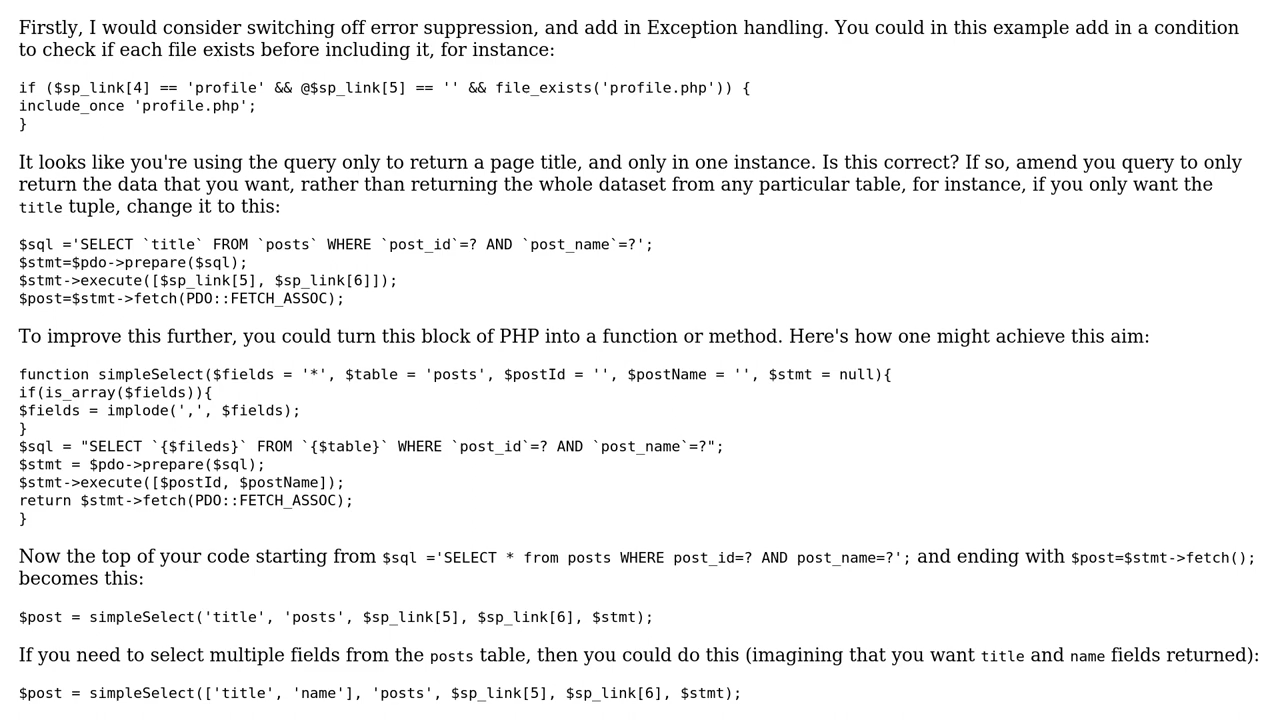 Firstly, I would consider switching off error suppression, and add in Exception handling. You could in this example add in a condition
to check if each file exists before including it, for instance:
if ($sp_link[4] == 'profile' && @$sp_link[5] == '' && file_exists('profile.php')) {
include_once 'profile.php';
}
It looks like you're using the query only to return a page title, and only in one instance. Is this correct? If so, amend you query to only
return the data that you want, rather than returning the whole dataset from any particular table, for instance, if you only want the
title tuple, change it to this:
$sql ='SELECT `title` FROM `posts` WHERE `post_id`=? AND `post_name`=?';
$stmt=$pdo->prepare($sql);
$stmt->execute([$sp_link[5], $sp_link[6]]);
$post=$stmt->fetch(PDO::FETCH_ASSOC);
To improve this further, you could turn this block of PHP into a function or method. Here's how one might achieve this aim:
function simpleSelect($fields = '*', $table = 'posts', $postId = '', $postName = '', $stmt = null){
if(is_array($fields)){
$fields = implode(',', $fields);
}
$sql = "SELECT `{$fileds}` FROM `{$table}` WHERE `post_id`=? AND `post_name`=?";
$stmt = $pdo->prepare($sql);
$stmt->execute([$postId, $postName]);
return $stmt->fetch(PDO::FETCH_ASSOC);
}
Now the top of your code starting from $sql ='SELECT * from posts WHERE post_id=? AND post_name=?'; and ending with $post=$stmt->fetch();
becomes this:
$post = simpleSelect('title', 'posts', $sp_link[5], $sp_link[6], $stmt);
If you need to select multiple fields from the posts table, then you could do this (imagining that you want title and name fields returned):
$post = simpleSelect(['title', 'name'], 'posts', $sp_link[5], $sp_link[6], $stmt);